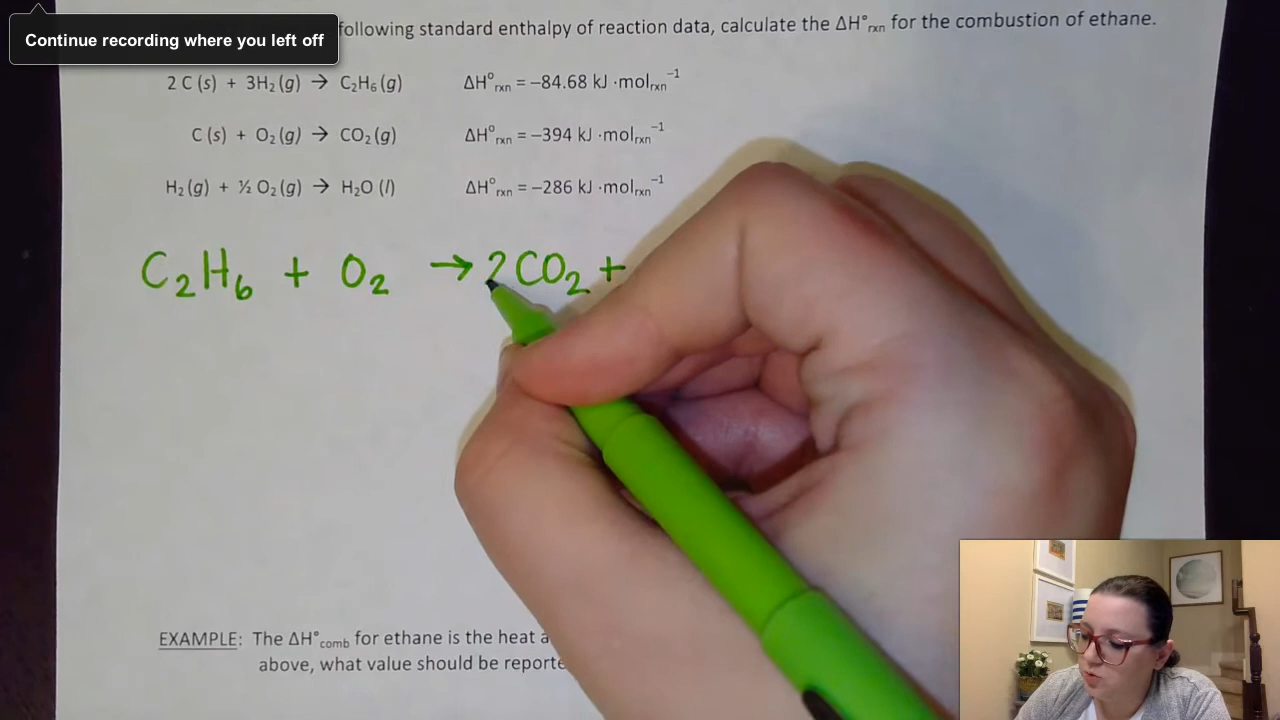 Continue recording where you left off
following standard enthalpy of reaction data, calculate the ΔH°rxn for the combustion of ethane.
2 C (s) + 3H₂ (g) → C₂H₆ (g) ΔH°rxn = −84.68 kJ ·molrxn⁻¹
C (s) + O₂ (g) → CO₂ (g) ΔH°rxn = −394 kJ ·molrxn⁻¹
H₂ (g) + ½ O₂ (g) → H₂O (l) ΔH°rxn = −286 kJ ·molrxn⁻¹
C₂H₆ + O₂ → 2CO₂ +
EXAMPLE: The ΔH°comb for ethane is the heat
above, what value should be